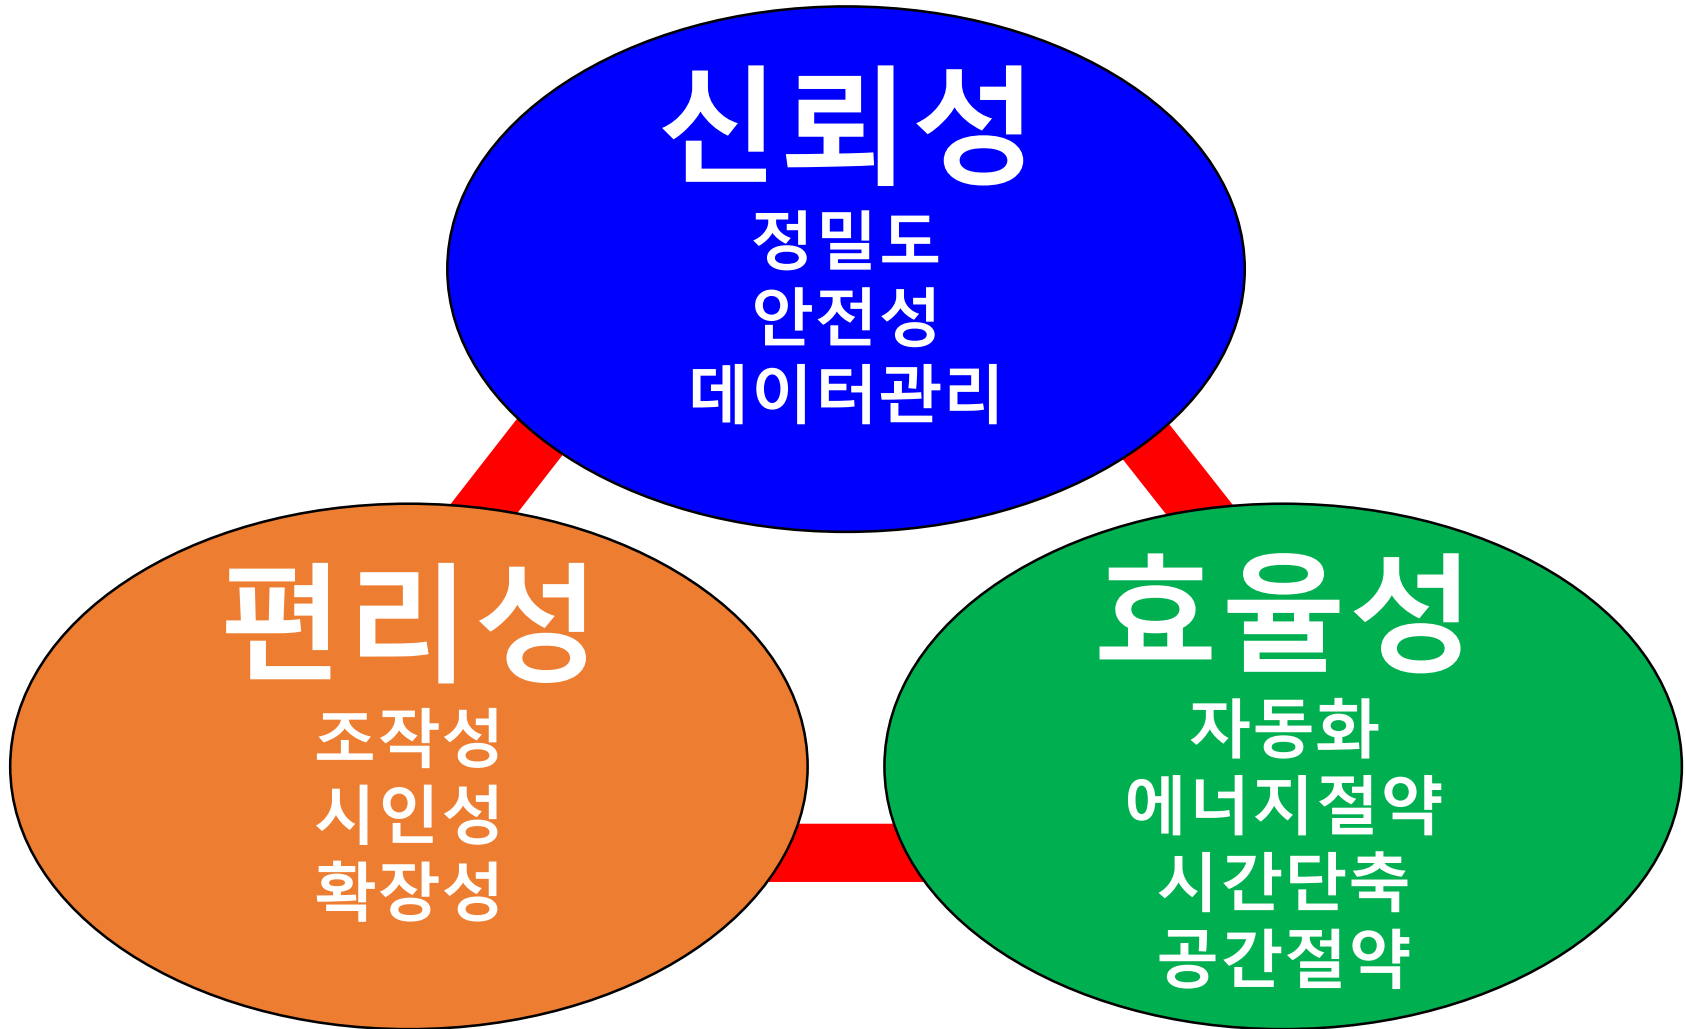 신뢰성
정밀도
안전성
데이터관리
편리성
조작성
시인성
확장성
효율성
자동화
에너지절약
시간단축
공간절약